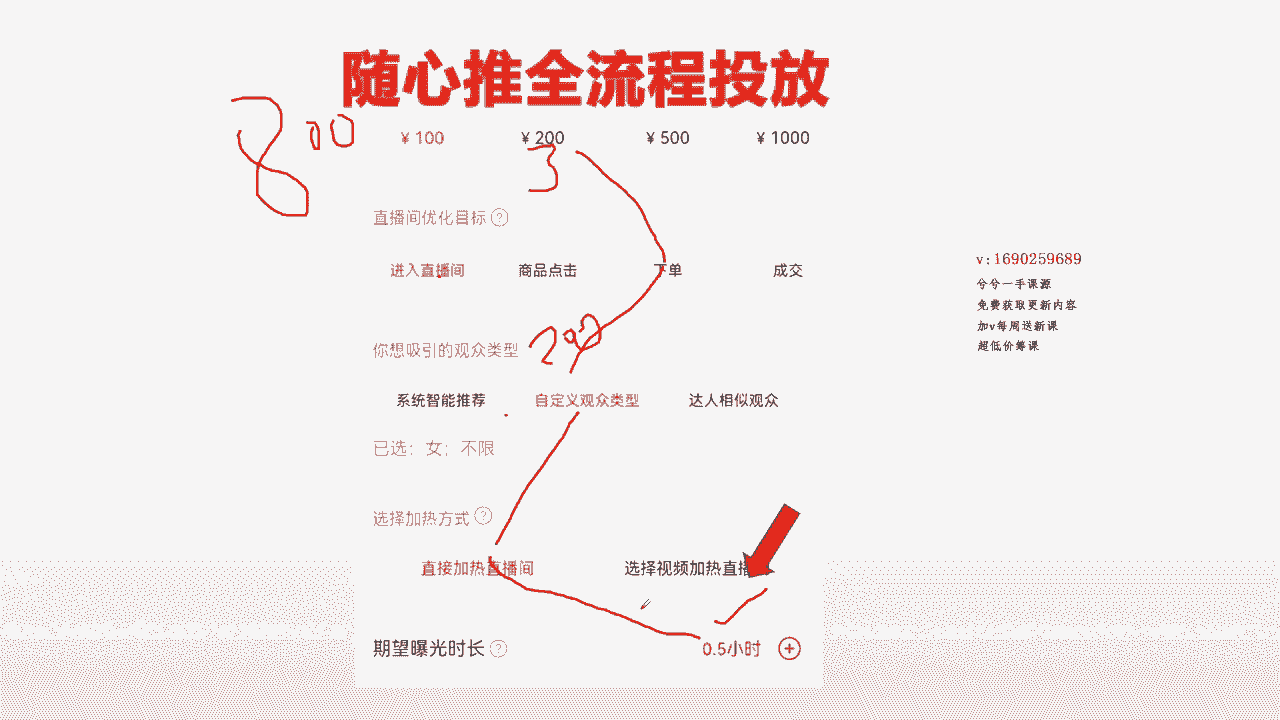 随心推全流程投放
800
¥ 100 ¥ 200 ¥ 500 ¥ 1000
3
直播间优化目标 ?
进入直播间 商品点击 下单 成交
200
你想吸引的观众类型
系统智能推荐 自定义观众类型 达人相似观众
已选：女；不限
选择加热方式 ?
直接加热直播间 选择视频加热直播
期望曝光时长 ? 0.5小时 +
v:1690259689
兮兮一手课源
免费获取更新内容
加v每周送新课
超低价筹课